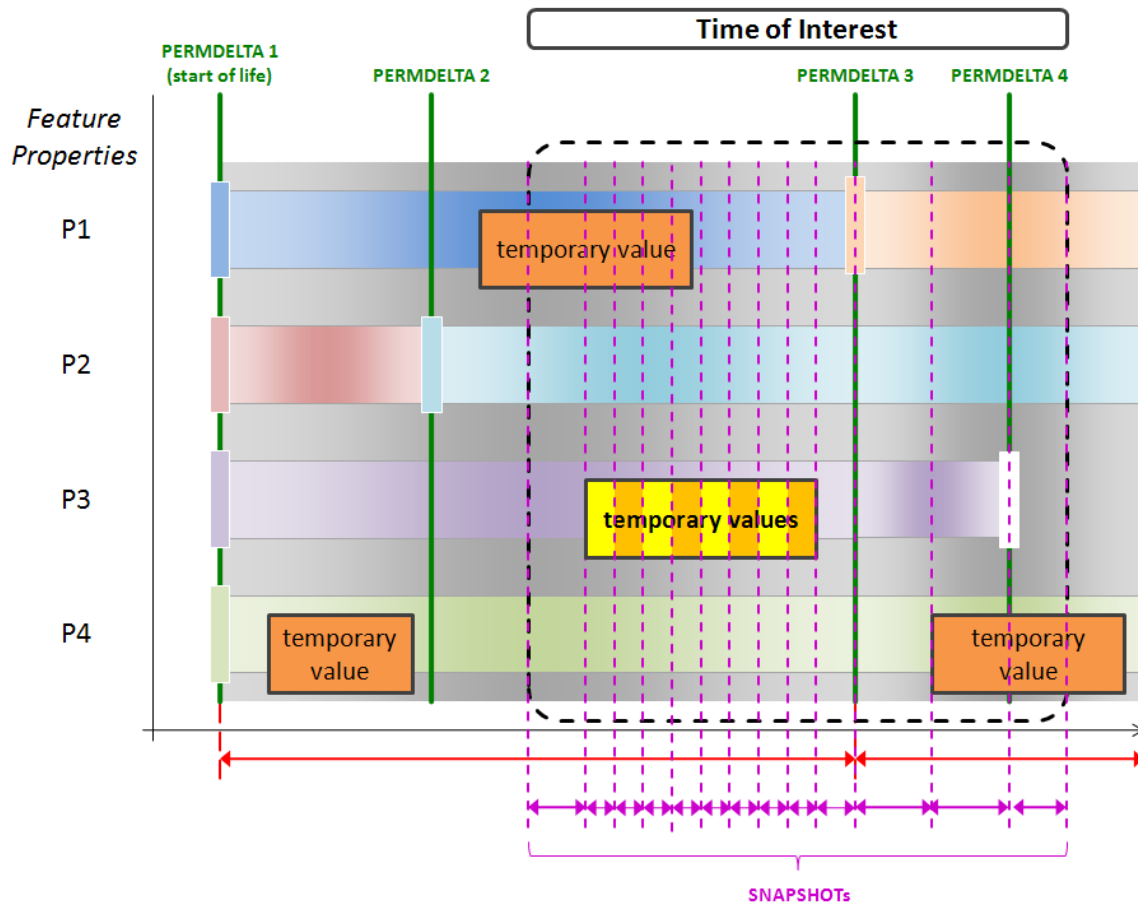 Time of Interest
PERMDELTA 1
(start of life)
PERMDELTA 2
PERMDELTA 3
PERMDELTA 4
Feature
Properties
P1
temporary value
P2
P3
temporary values
P4
temporary
value
temporary
value
SNAPSHOTs